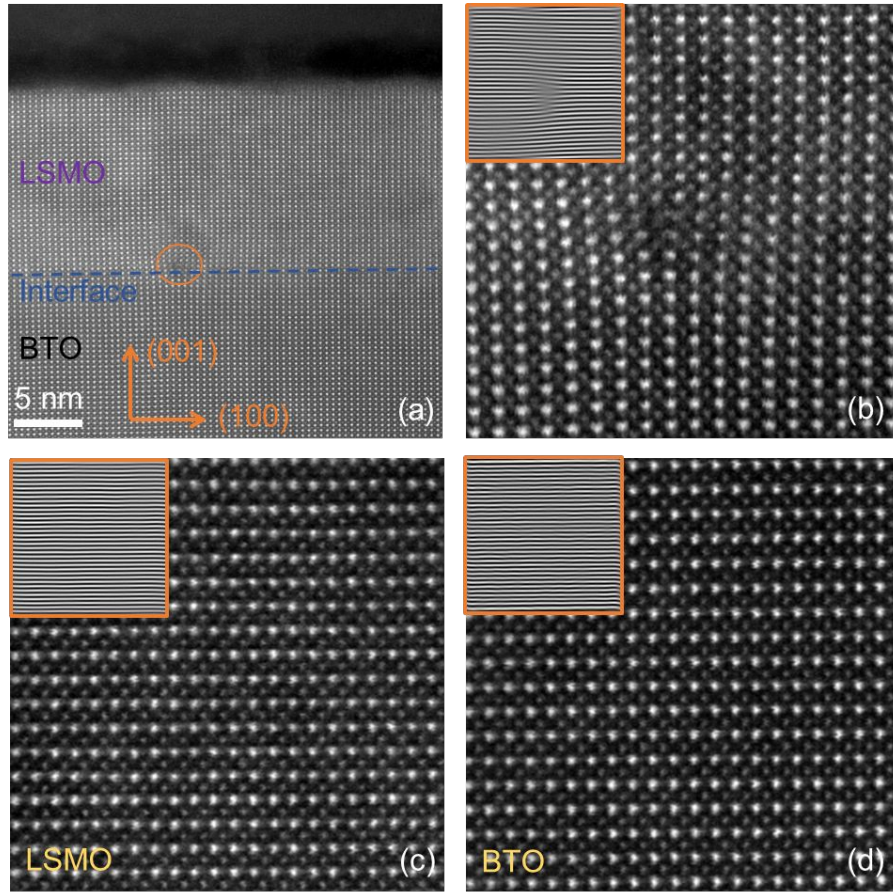 LSMO
Interface
BTO
(001)
5 nm
(100)
(a)
(b)
LSMO
(c)
BTO
(d)